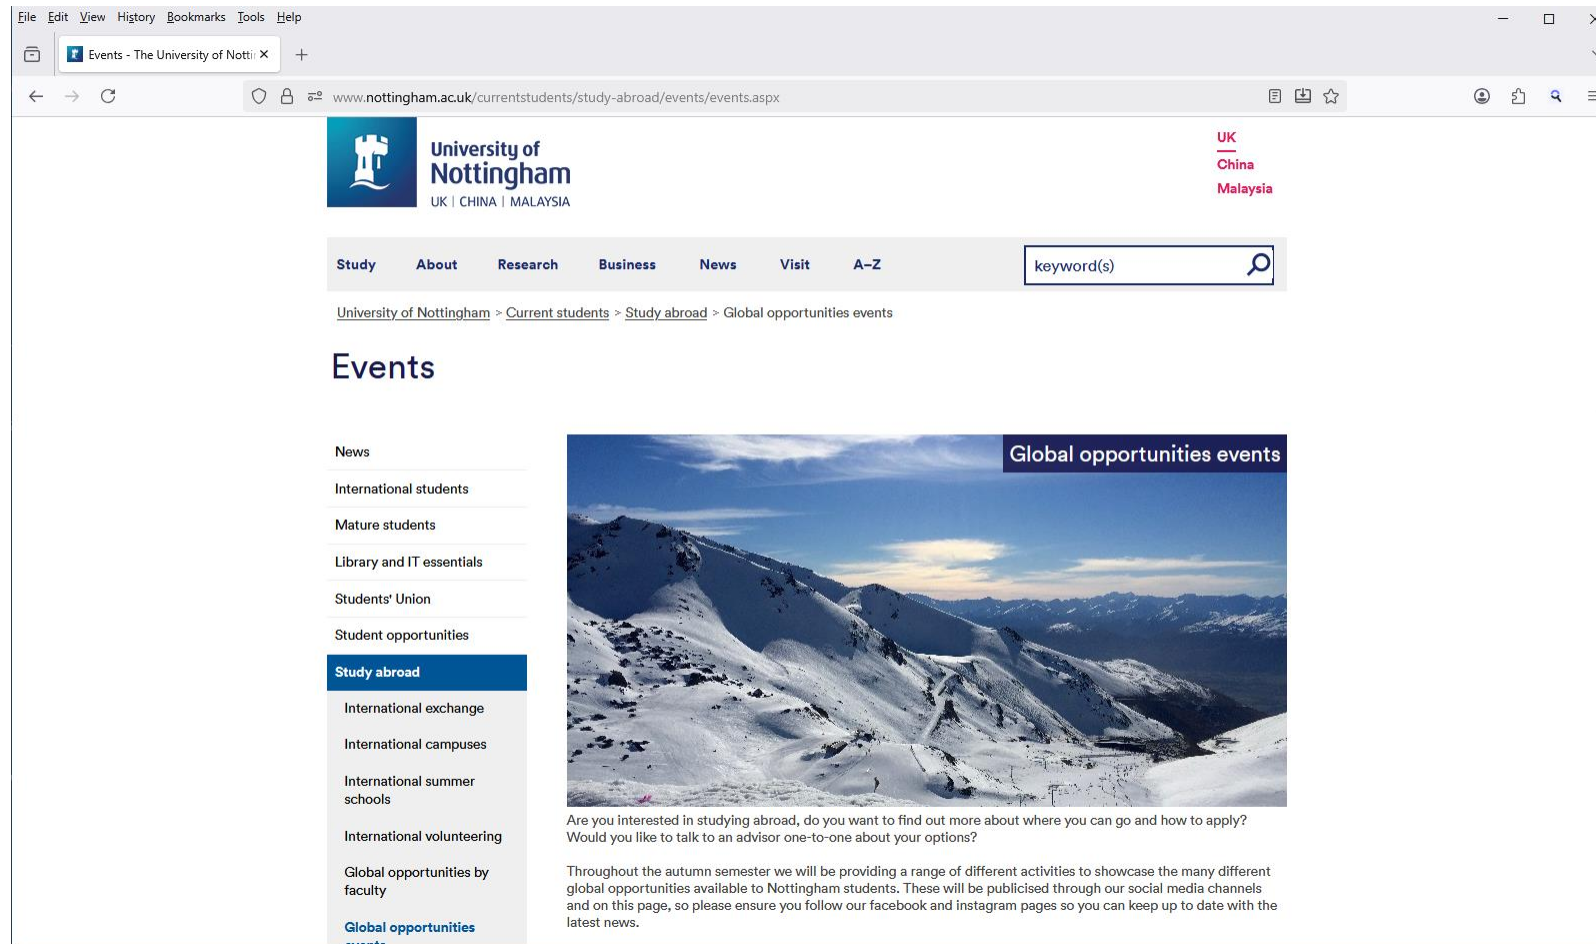 File Edit View History Bookmarks Tools Help
Events - The University of Notti
www.nottingham.ac.uk/currentstudents/study-abroad/events/events.aspx
University of
Nottingham
UK | CHINA | MALAYSIA
UK
China
Malaysia
Study About Research Business News Visit A–Z
keyword(s)
University of Nottingham > Current students > Study abroad > Global opportunities events
Events
News
International students
Mature students
Library and IT essentials
Students' Union
Student opportunities
Study abroad
International exchange
International campuses
International summer
schools
International volunteering
Global opportunities by
faculty
Global opportunities
events
Global opportunities events
Are you interested in studying abroad, do you want to find out more about where you can go and how to apply?
Would you like to talk to an advisor one-to-one about your options?
Throughout the autumn semester we will be providing a range of different activities to showcase the many different
global opportunities available to Nottingham students. These will be publicised through our social media channels
and on this page, so please ensure you follow our facebook and instagram pages so you can keep up to date with the
latest news.